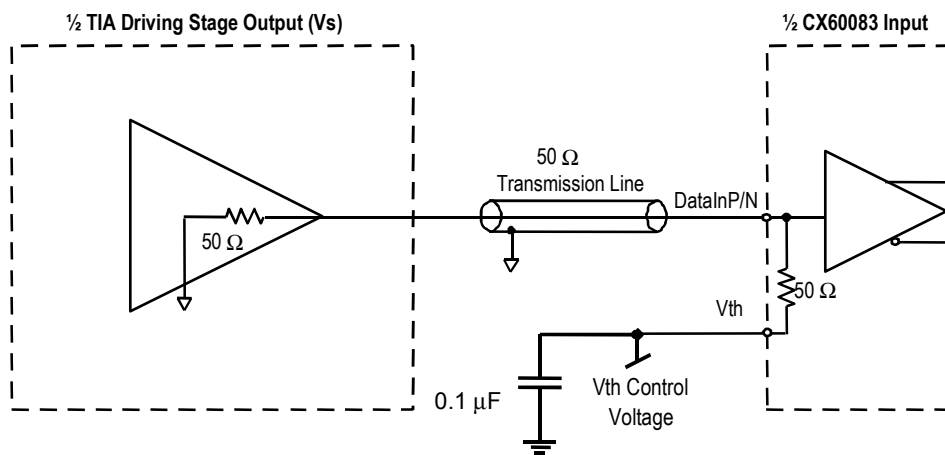 ½ TIA Driving Stage Output (Vs)
½ CX60083 Input
50 Ω
Transmission Line
DataInP/N
50 Ω
50 Ω
Vth
Vth Control
Voltage
0.1 μF